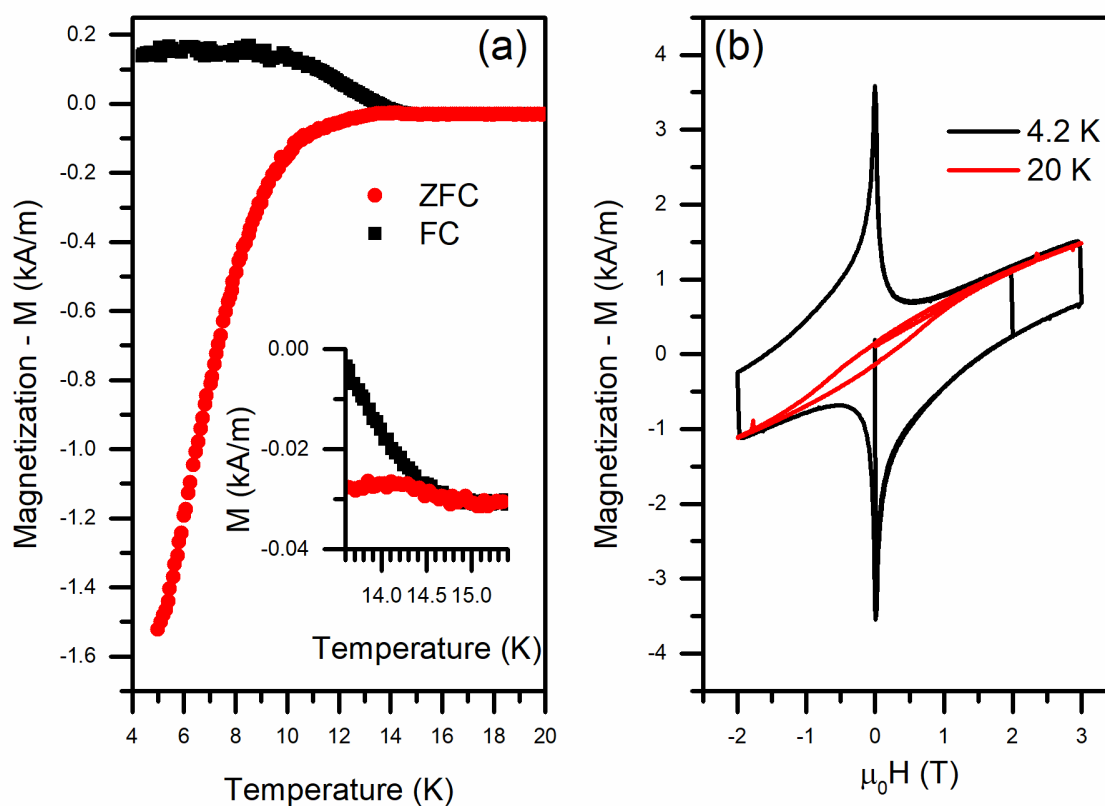 (a)
Magnetization - M (kA/m)
0.2
0.0
-0.2
-0.4
-0.6
-0.8
-1.0
-1.2
-1.4
-1.6
ZFC
FC
M (kA/m)
0.00
-0.02
-0.04
14.0 14.5 15.0
Temperature (K)
4 6 8 10 12 14 16 18 20
Temperature (K)
(b)
Magnetization - M (kA/m)
4
3
2
1
0
-1
-2
-3
-4
4.2 K
20 K
-2 -1 0 1 2 3
μ₀H (T)